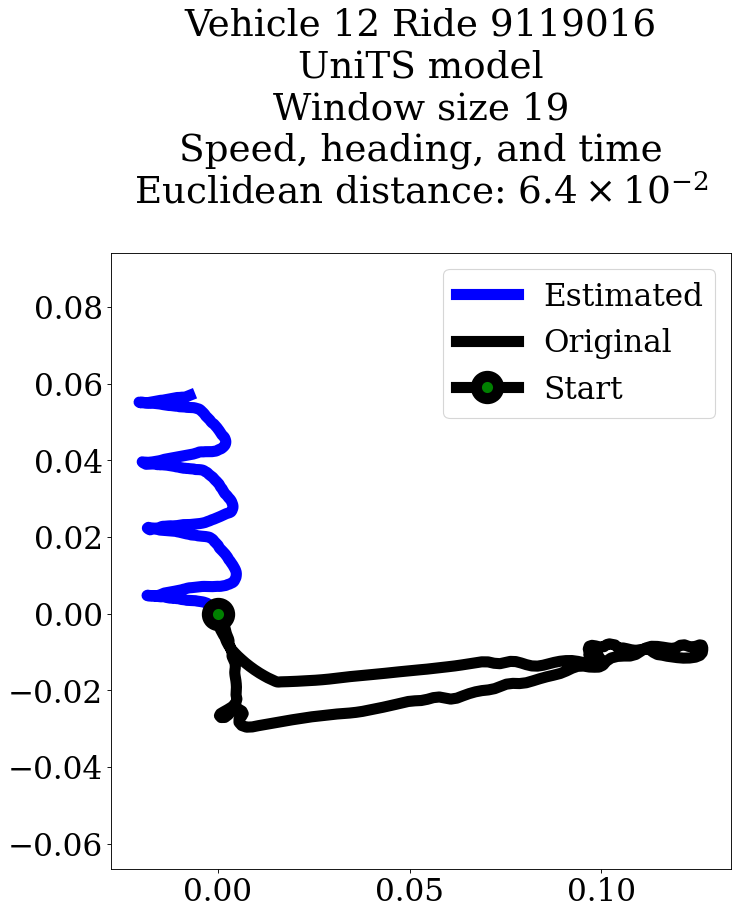 Vehicle 12 Ride 9119016
UniTS model
Window size 19
Speed, heading, and time
Euclidean distance: 6.4 × 10⁻²
Estimated
Original
Start
0.08
0.06
0.04
0.02
0.00
−0.02
−0.04
−0.06
0.00 0.05 0.10